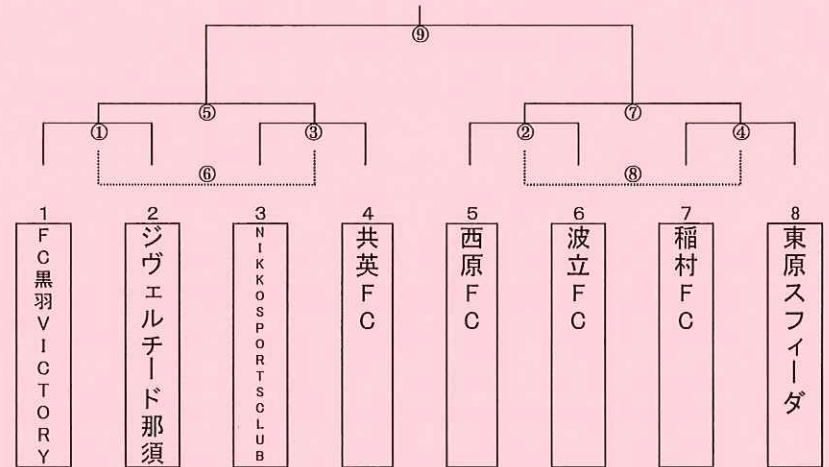 ⑨
⑤
⑦
①
③
②
④
⑥
⑧
1
2
3
4
5
6
7
8
FC黒羽VICTORY
ジヴェルチード那須
NIKKOSPORTSCLUB
共英FC
西原FC
波立FC
稲村FC
東原スフィーダ